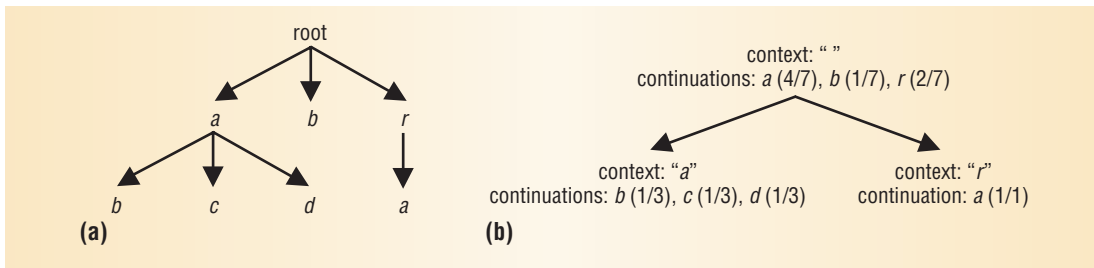 root
a b r
b c d a
(a)
context: “ ”
continuations: a (4/7), b (1/7), r (2/7)
context: “a”
continuations: b (1/3), c (1/3), d (1/3)
context: “r”
continuation: a (1/1)
(b)